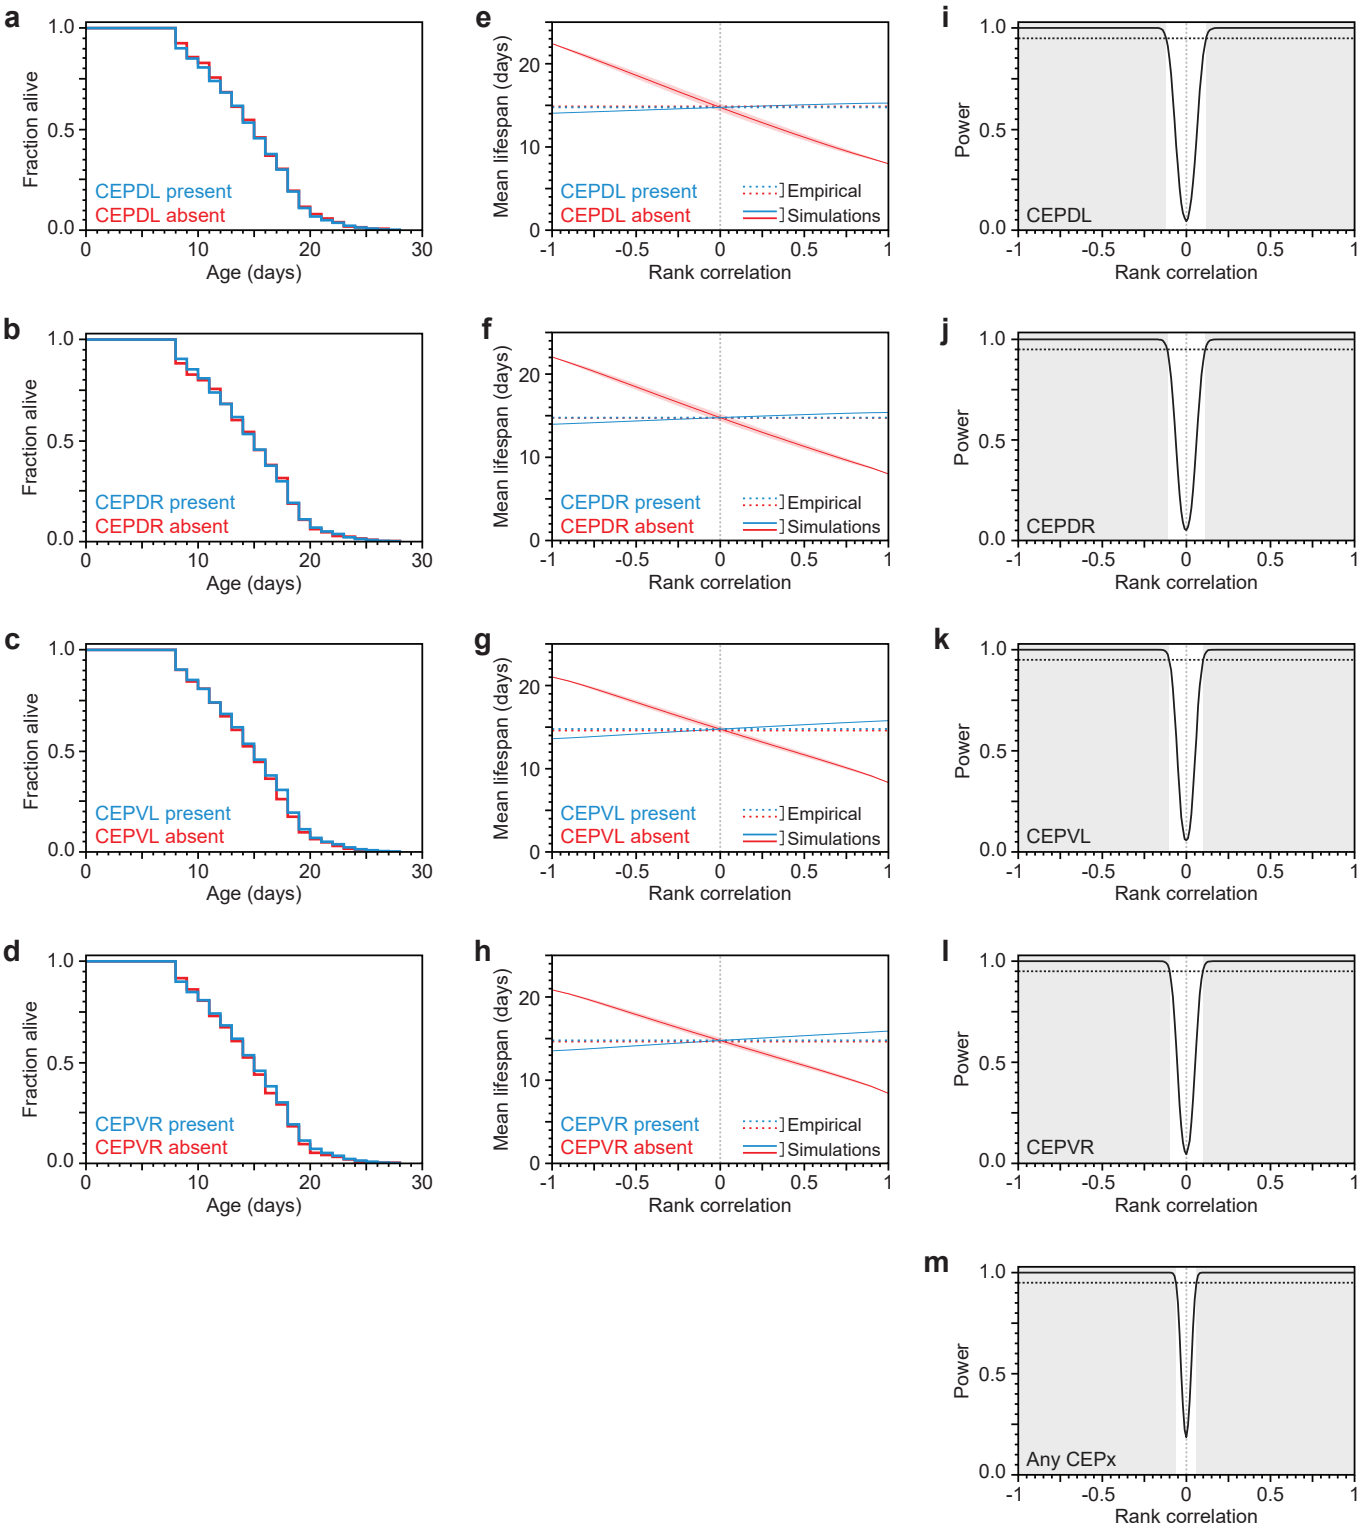 a
1.0
0.5
0.0
Fraction alive
CEPDL present
CEPDL absent
0 10 20 30
Age (days)
e
20
10
0
Mean lifespan (days)
CEPDL present
CEPDL absent
Empirical
Simulations
-1 -0.5 0 0.5 1
Rank correlation
i
1.0
0.5
0.0
Power
CEPDL
-1 -0.5 0 0.5 1
Rank correlation
b
1.0
0.5
0.0
Fraction alive
CEPDR present
CEPDR absent
0 10 20 30
Age (days)
f
20
10
0
Mean lifespan (days)
CEPDR present
CEPDR absent
Empirical
Simulations
-1 -0.5 0 0.5 1
Rank correlation
j
1.0
0.5
0.0
Power
CEPDR
-1 -0.5 0 0.5 1
Rank correlation
c
1.0
0.5
0.0
Fraction alive
CEPVL present
CEPVL absent
0 10 20 30
Age (days)
g
20
10
0
Mean lifespan (days)
CEPVL present
CEPVL absent
Empirical
Simulations
-1 -0.5 0 0.5 1
Rank correlation
k
1.0
0.5
0.0
Power
CEPVL
-1 -0.5 0 0.5 1
Rank correlation
d
1.0
0.5
0.0
Fraction alive
CEPVR present
CEPVR absent
0 10 20 30
Age (days)
h
20
10
0
Mean lifespan (days)
CEPVR present
CEPVR absent
Empirical
Simulations
-1 -0.5 0 0.5 1
Rank correlation
l
1.0
0.5
0.0
Power
CEPVR
-1 -0.5 0 0.5 1
Rank correlation
m
1.0
0.5
0.0
Power
Any CEPx
-1 -0.5 0 0.5 1
Rank correlation